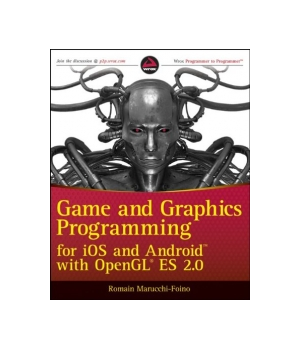 Join the discussion @ p2p.wrox.com
Wrox Programmer to Programmer™
wrox
Game and Graphics
Programming
for iOS and Android™
with OpenGL® ES 2.0
Romain Marucchi-Foino